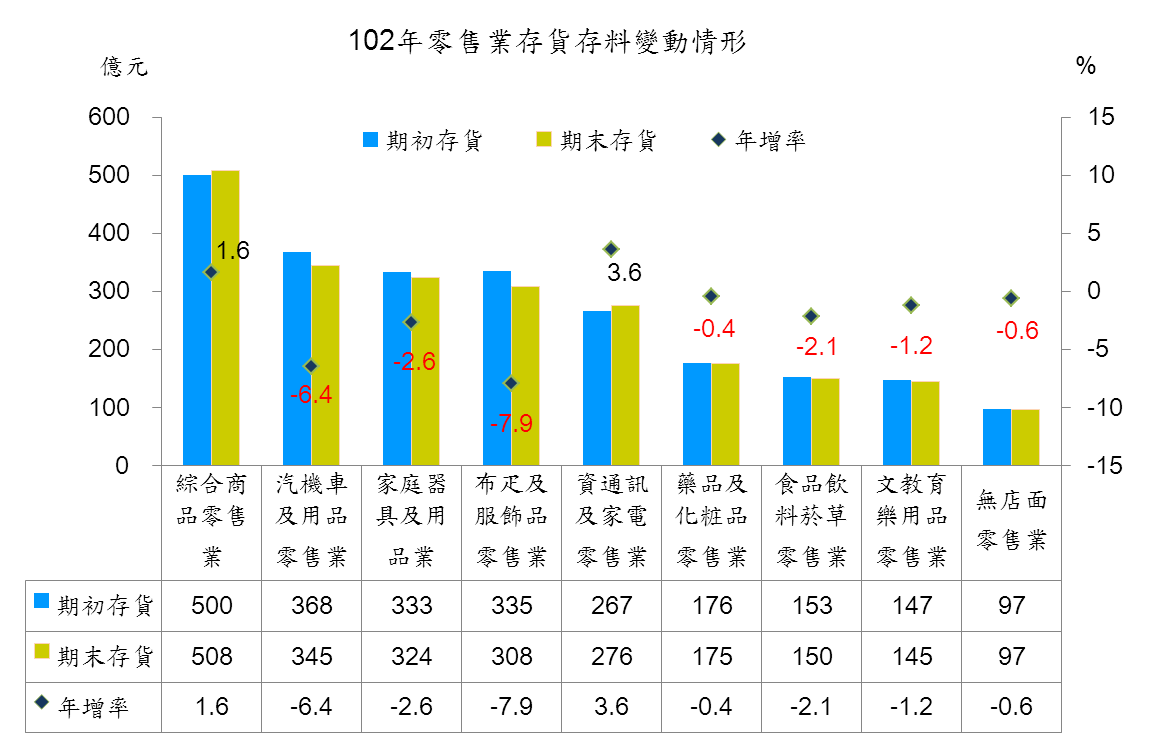 102年零售業存貨存料變動情形
億元
%
期初存貨 期末存貨 年增率
600
500
400
300
200
100
0
15
10
5
0
-5
-10
-15
1.6
-6.4
-2.6
-7.9
3.6
-0.4
-2.1
-1.2
-0.6
綜合商
品零售
業
汽機車
及用品
零售業
家庭器
具及用
品業
布疋及
服飾品
零售業
資通訊
及家電
零售業
藥品及
化粧品
零售業
食品飲
料菸草
零售業
文教育
樂用品
零售業
無店面
零售業
期初存貨 500 368 333 335 267 176 153 147 97
期末存貨 508 345 324 308 276 175 150 145 97
年增率 1.6 -6.4 -2.6 -7.9 3.6 -0.4 -2.1 -1.2 -0.6